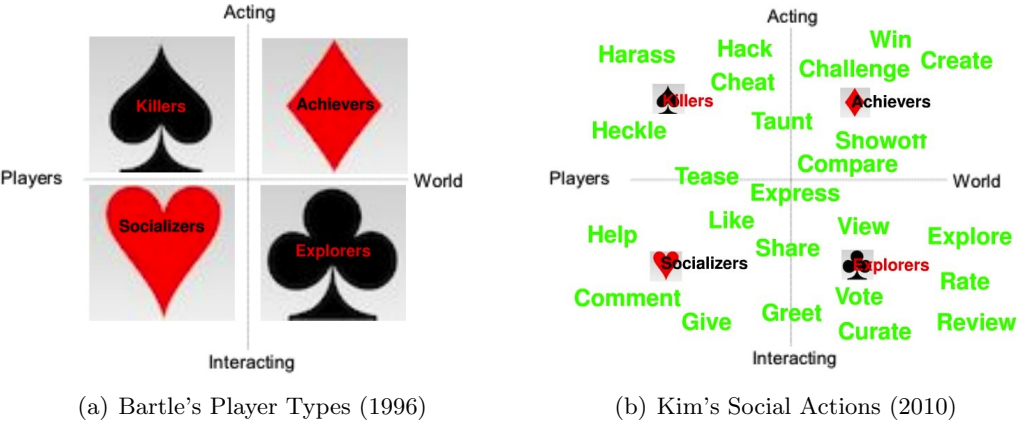 Acting
Killers
Achievers
Players
World
Socializers
Explorers
Interacting
(a) Bartle's Player Types (1996)
Acting
Harass
Hack
Win
Create
Cheat
Challenge
Killers
Achievers
Heckle
Taunt
Showoff
Compare
Players
Tease
World
Express
Like
View
Help
Share
Explore
Socializers
Explorers
Rate
Comment
Vote
Give
Greet
Curate
Review
Interacting
(b) Kim's Social Actions (2010)